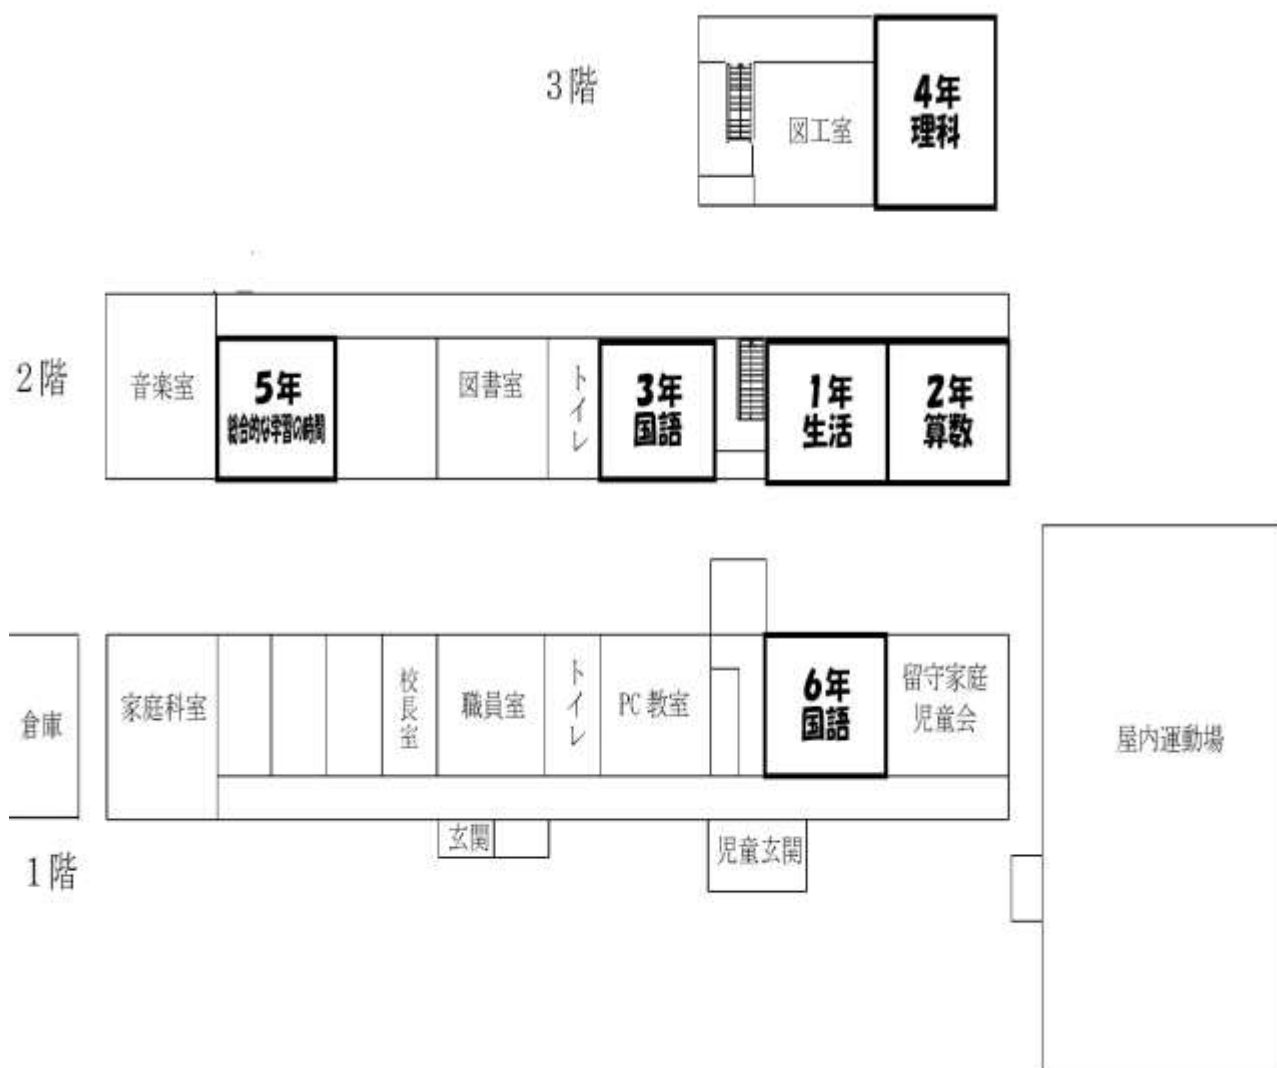 3階
図工室
4年
理科
2階
音楽室
5年
総合的な学習の時間
図書室
トイレ
3年
国語
1年
生活
2年
算数
倉庫
家庭科室
校長室
職員室
トイレ
PC教室
6年
国語
留守家庭
児童会
屋内運動場
玄関
児童玄関
1階